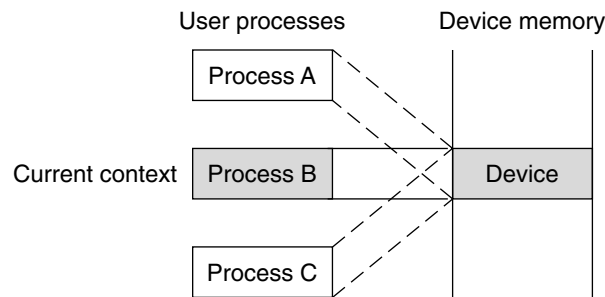 User processes
Device memory
Process A
Current context
Process B
Device
Process C